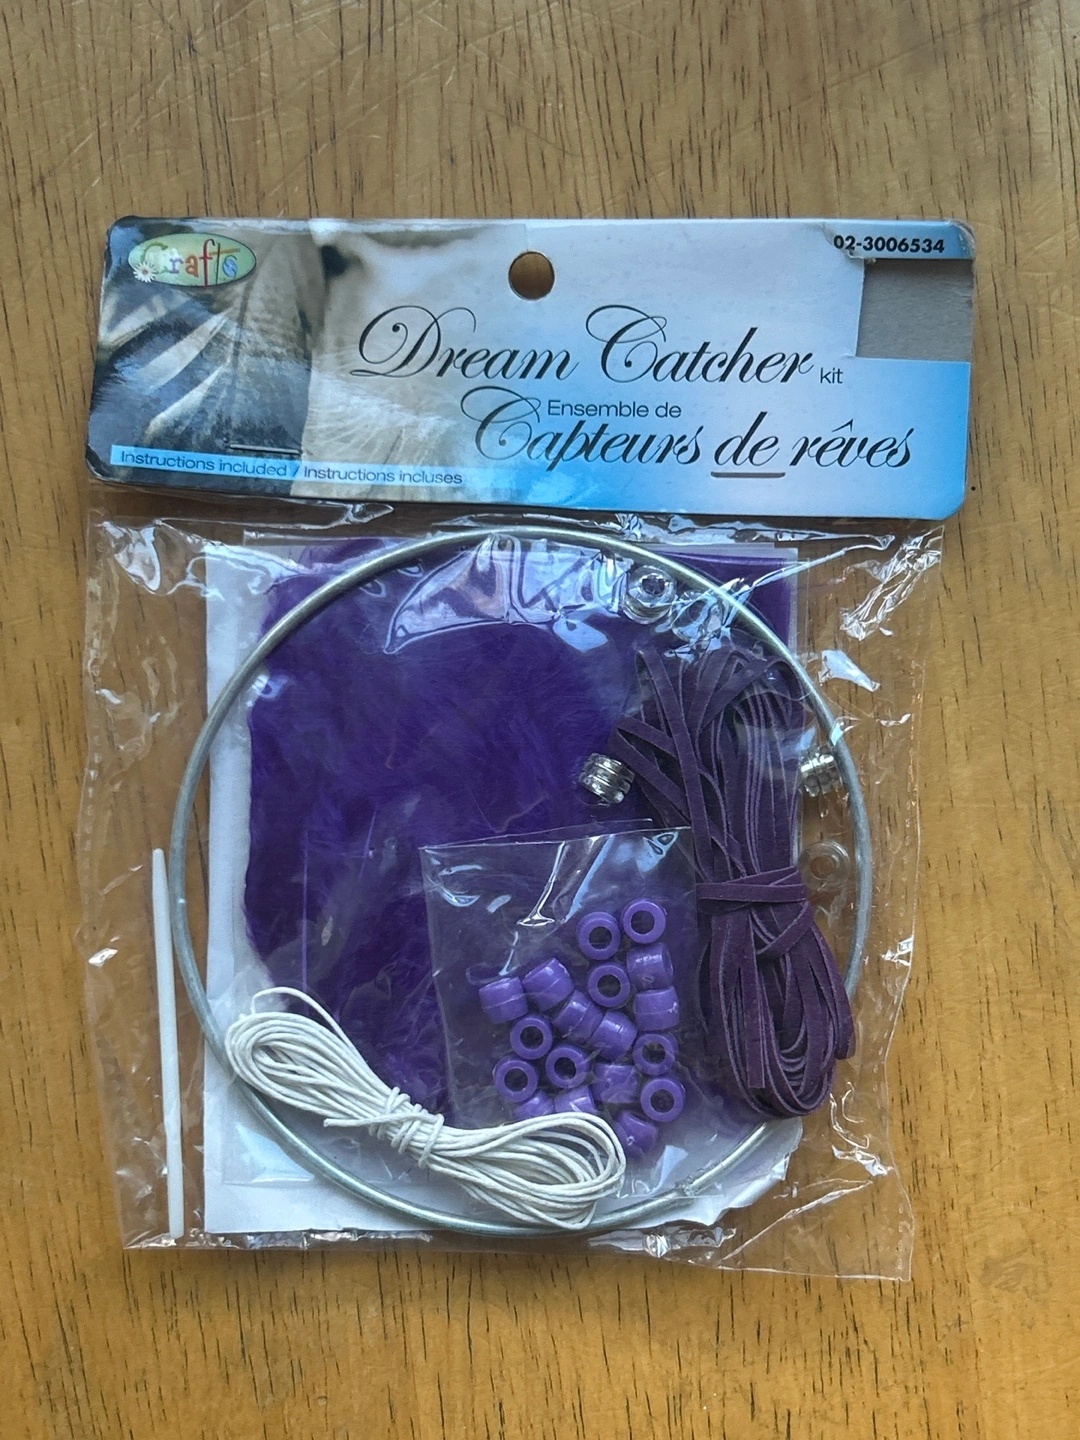 Crafts
02-3006534
Dream Catcher kit
Ensemble de
Capteurs de rêves
Instructions included / Instructions incluses